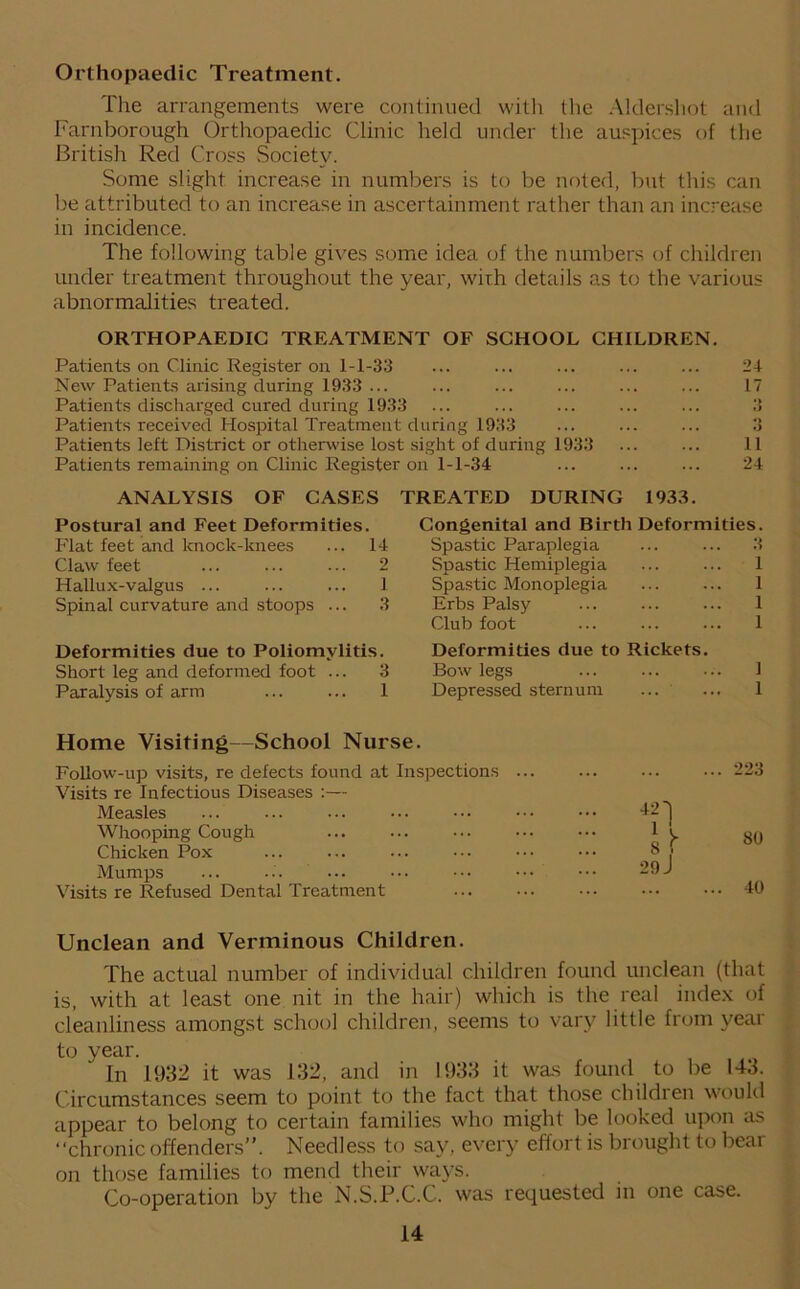 Orthopaedic Treatment.
The arrangements were continued with the Aldershot and
Farnborough Orthopaedic Clinic held under the auspices of the
British Red Cross Society.
Some slight increase in numbers is to be noted, but this can
be attributed to an increase in ascertainment rather than an increase
in incidence.
The following table gives some idea of the numbers of children
under treatment throughout the year, with details as to the various
abnormalities treated.
ORTHOPAEDIC TREATMENT OF SCHOOL CHILDREN.
Patients on Clinic Register on 1-1-33 ... ... ... ... ... 24
New Patients arising during 1933 ... ... ... ... ... ... 17
Patients discharged cured during 1933 ... ... ... ... ... 3
Patients received Hospital Treatment during 1933 ... ... ... 3
Patients left District or otherwise lost sight of during 1933 ... ... 11
Patients remaining on Clinic Register on 1-1-34 ... ... ... 24
ANALYSIS OF CASES TREATED DURING 1933.
Postural and Feet Deformities.
Flat feet and knock-knees ... 14
Claw feet ... ... ... 2
Hallux-valgus ... ... ... 1
Spinal curvature and stoops ... 3
Deformities due to Poliomylitis.
Short leg and deformed foot ... 3
Paralysis of arm ... ... 1
Congenital and Birth Deformities.
Spastic Paraplegia ... ... 3
Spastic Hemiplegia ... ... 1
Spastic Monoplegia ... ... 1
Erbs Palsy ... ... ... 1
Club foot ... ... ... 1
Deformities due to Rickets.
Bow legs ... ... ... 1
Depressed sternum ... ... 1
Home Visiting—School Nurse.
Follow-up visits, re defects found at Inspections ... ... ... ... 223
Visits re Infectious Diseases :—
Measles ... ... ... ... ... ... ... 42
Whooping Cough ... ... ... ... ... 1
80
Chicken Pox ... ... ... ... ... ... 8
Mumps ... ... ... ... ... ... ... 29
Visits re Refused Dental Treatment ... ... ... ... ... 40
Unclean and Verminous Children.
The actual number of individual children found unclean (that
is, with at least one nit in the hair) which is the real index of
cleanliness amongst school children, seems to vary little from year
to year.
In 1932 it was 132, and in 1933 it was found to be 143.
Circumstances seem to point to the fact that those children would
appear to belong to certain families who might be looked upon as
“chronic offenders”. Needless to say, every effort is brought to bear
on those families to mend their ways.
Co-operation by the N.S.P.C.C. was requested in one case.
14